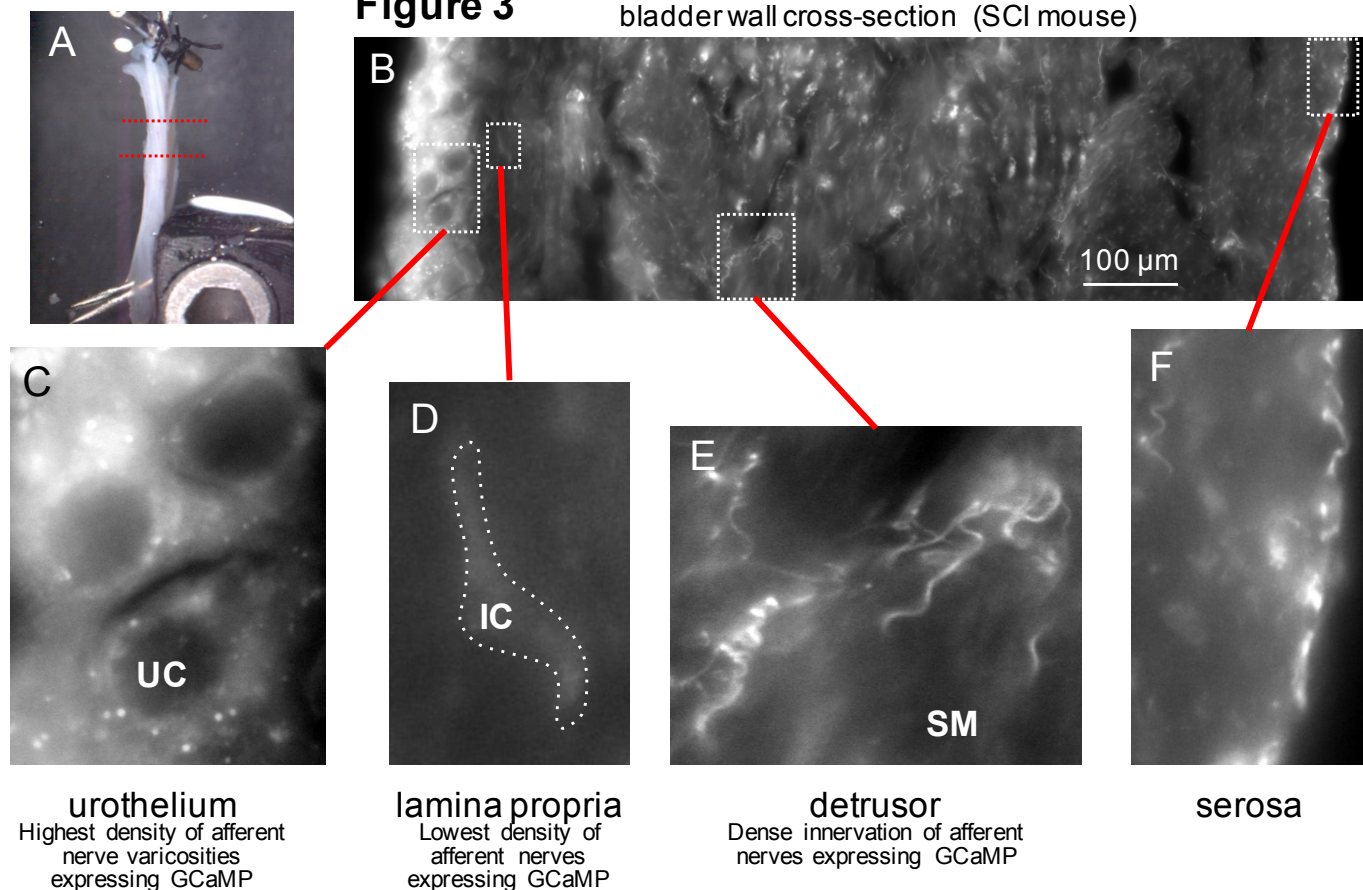 Figure 3
bladder wall cross-section (SCI mouse)
A
B
100 µm
C
UC
D
IC
E
SM
F
urothelium
Highest density of afferent
nerve varicosities
expressing GCaMP
lamina propria
Lowest density of
afferent nerves
expressing GCaMP
detrusor
Dense innervation of afferent
nerves expressing GCaMP
serosa